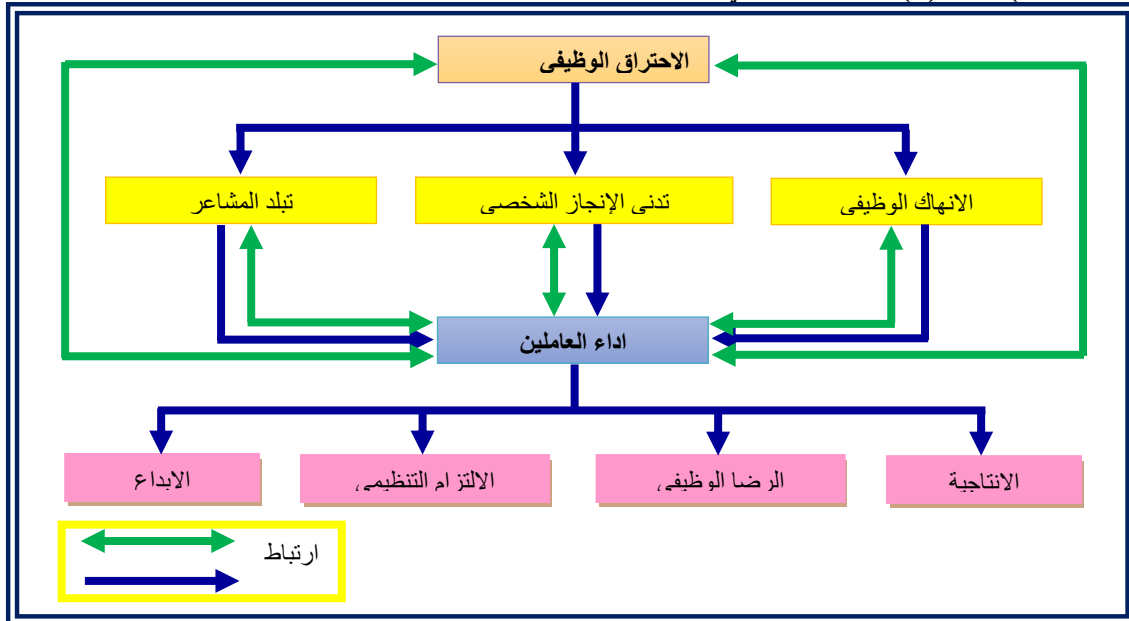 الاحتراق الوظيفي
الانهاك الوظيفي
تدني الإنجاز الشخصي
تبلد المشاعر
اداء العاملين
الانتاجية
الرضا الوظيفي
الالتزام التنظيمي
الابداع
ارتباط